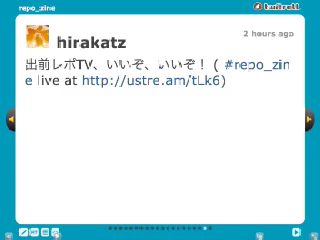 repo_zine
twitrett
hirakatz
2 hours ago
出前レポTV、いいぞ、いいぞ！ ( #repo_zin
e live at http://ustre.am/tLk6)